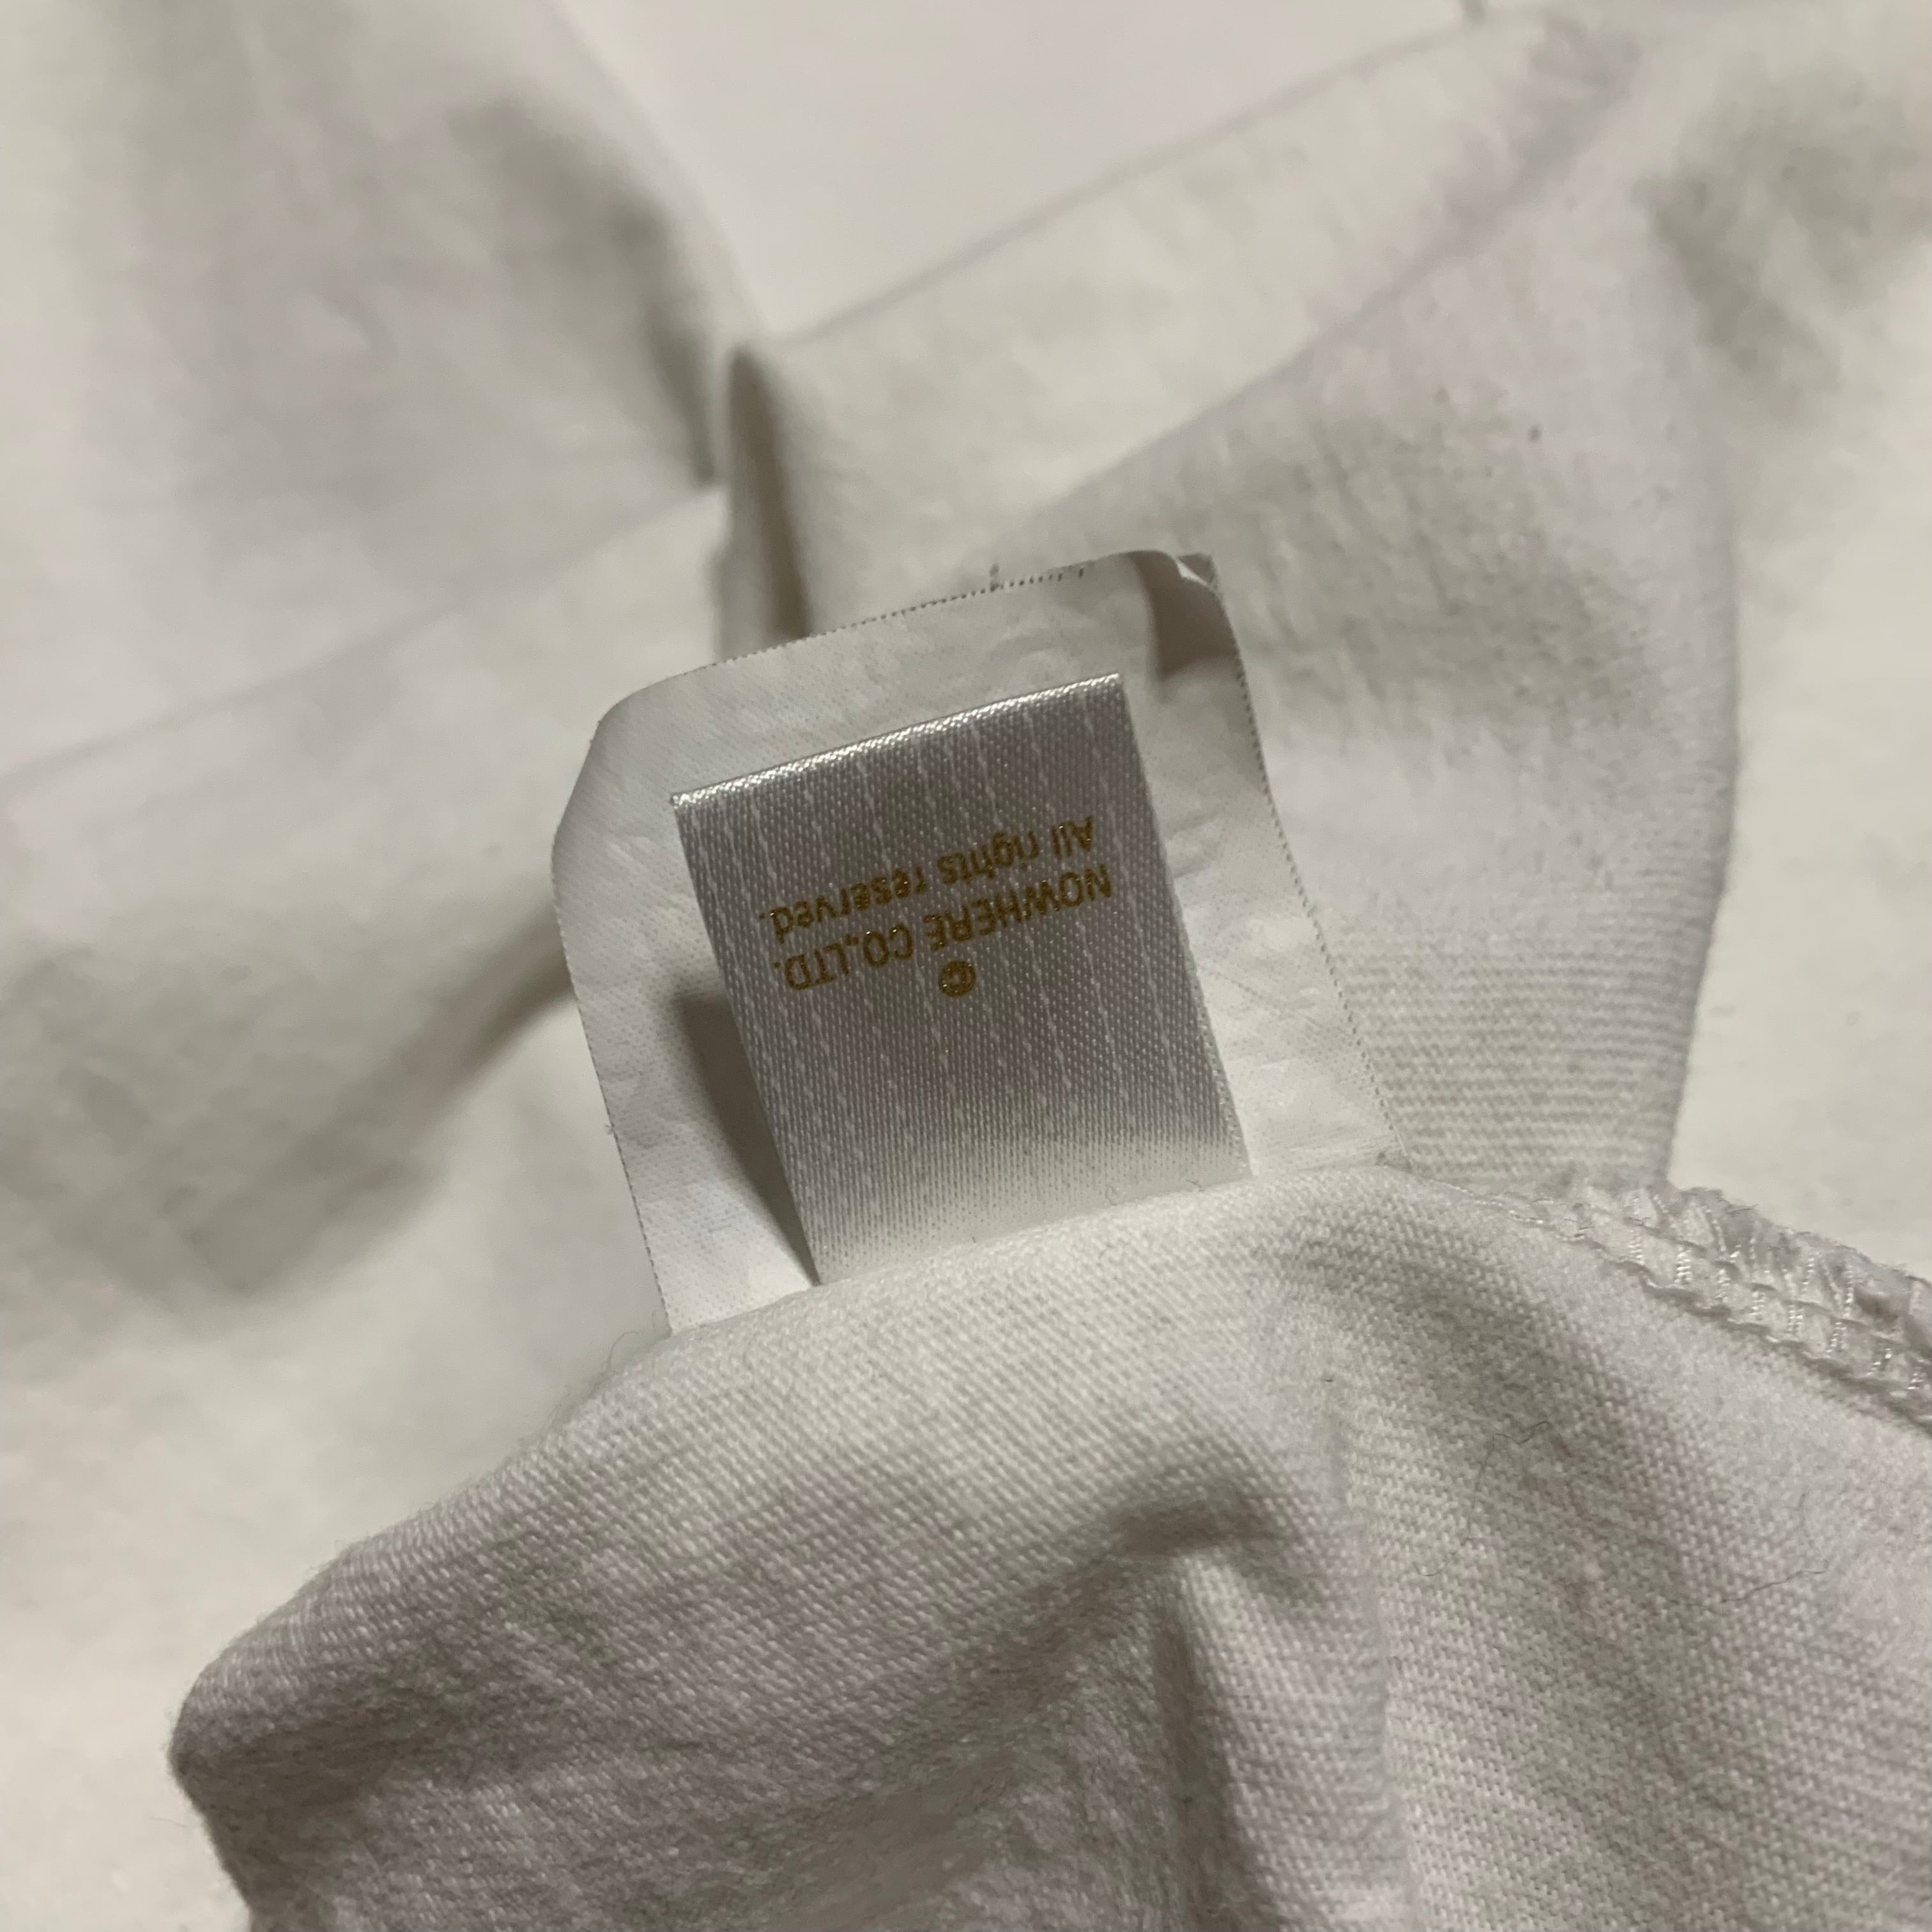 ©
NOWHERE CO.,LTD.
All rights reserved.